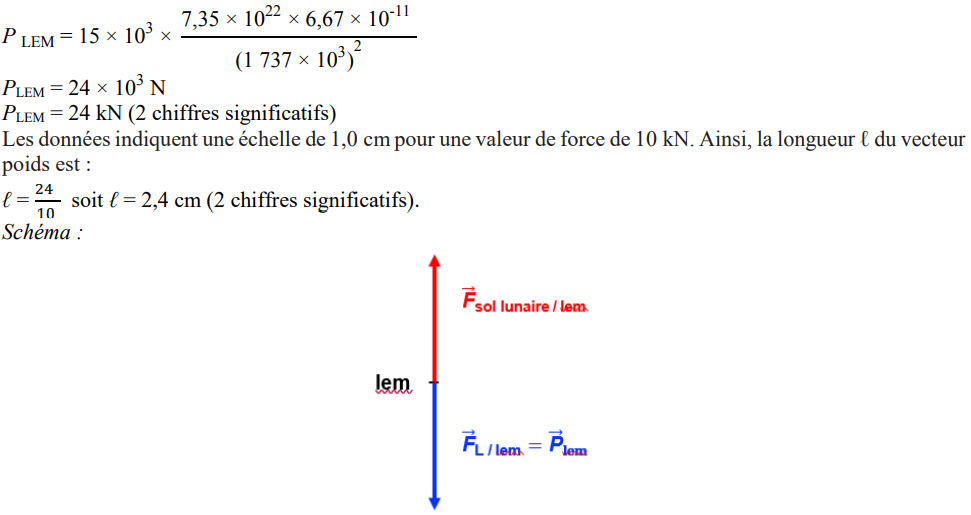 P LEM = 15 × 10³ × 7,35 × 10²² × 6,67 × 10⁻¹¹ / (1 737 × 10³)²
PLEM = 24 × 10³ N
PLEM = 24 kN (2 chiffres significatifs)
Les données indiquent une échelle de 1,0 cm pour une valeur de force de 10 kN. Ainsi, la longueur ℓ du vecteur
poids est :
ℓ = 24/10 soit ℓ = 2,4 cm (2 chiffres significatifs).
Schéma :
F⃗sol lunaire / lem
lem
F⃗L / lem = P⃗lem